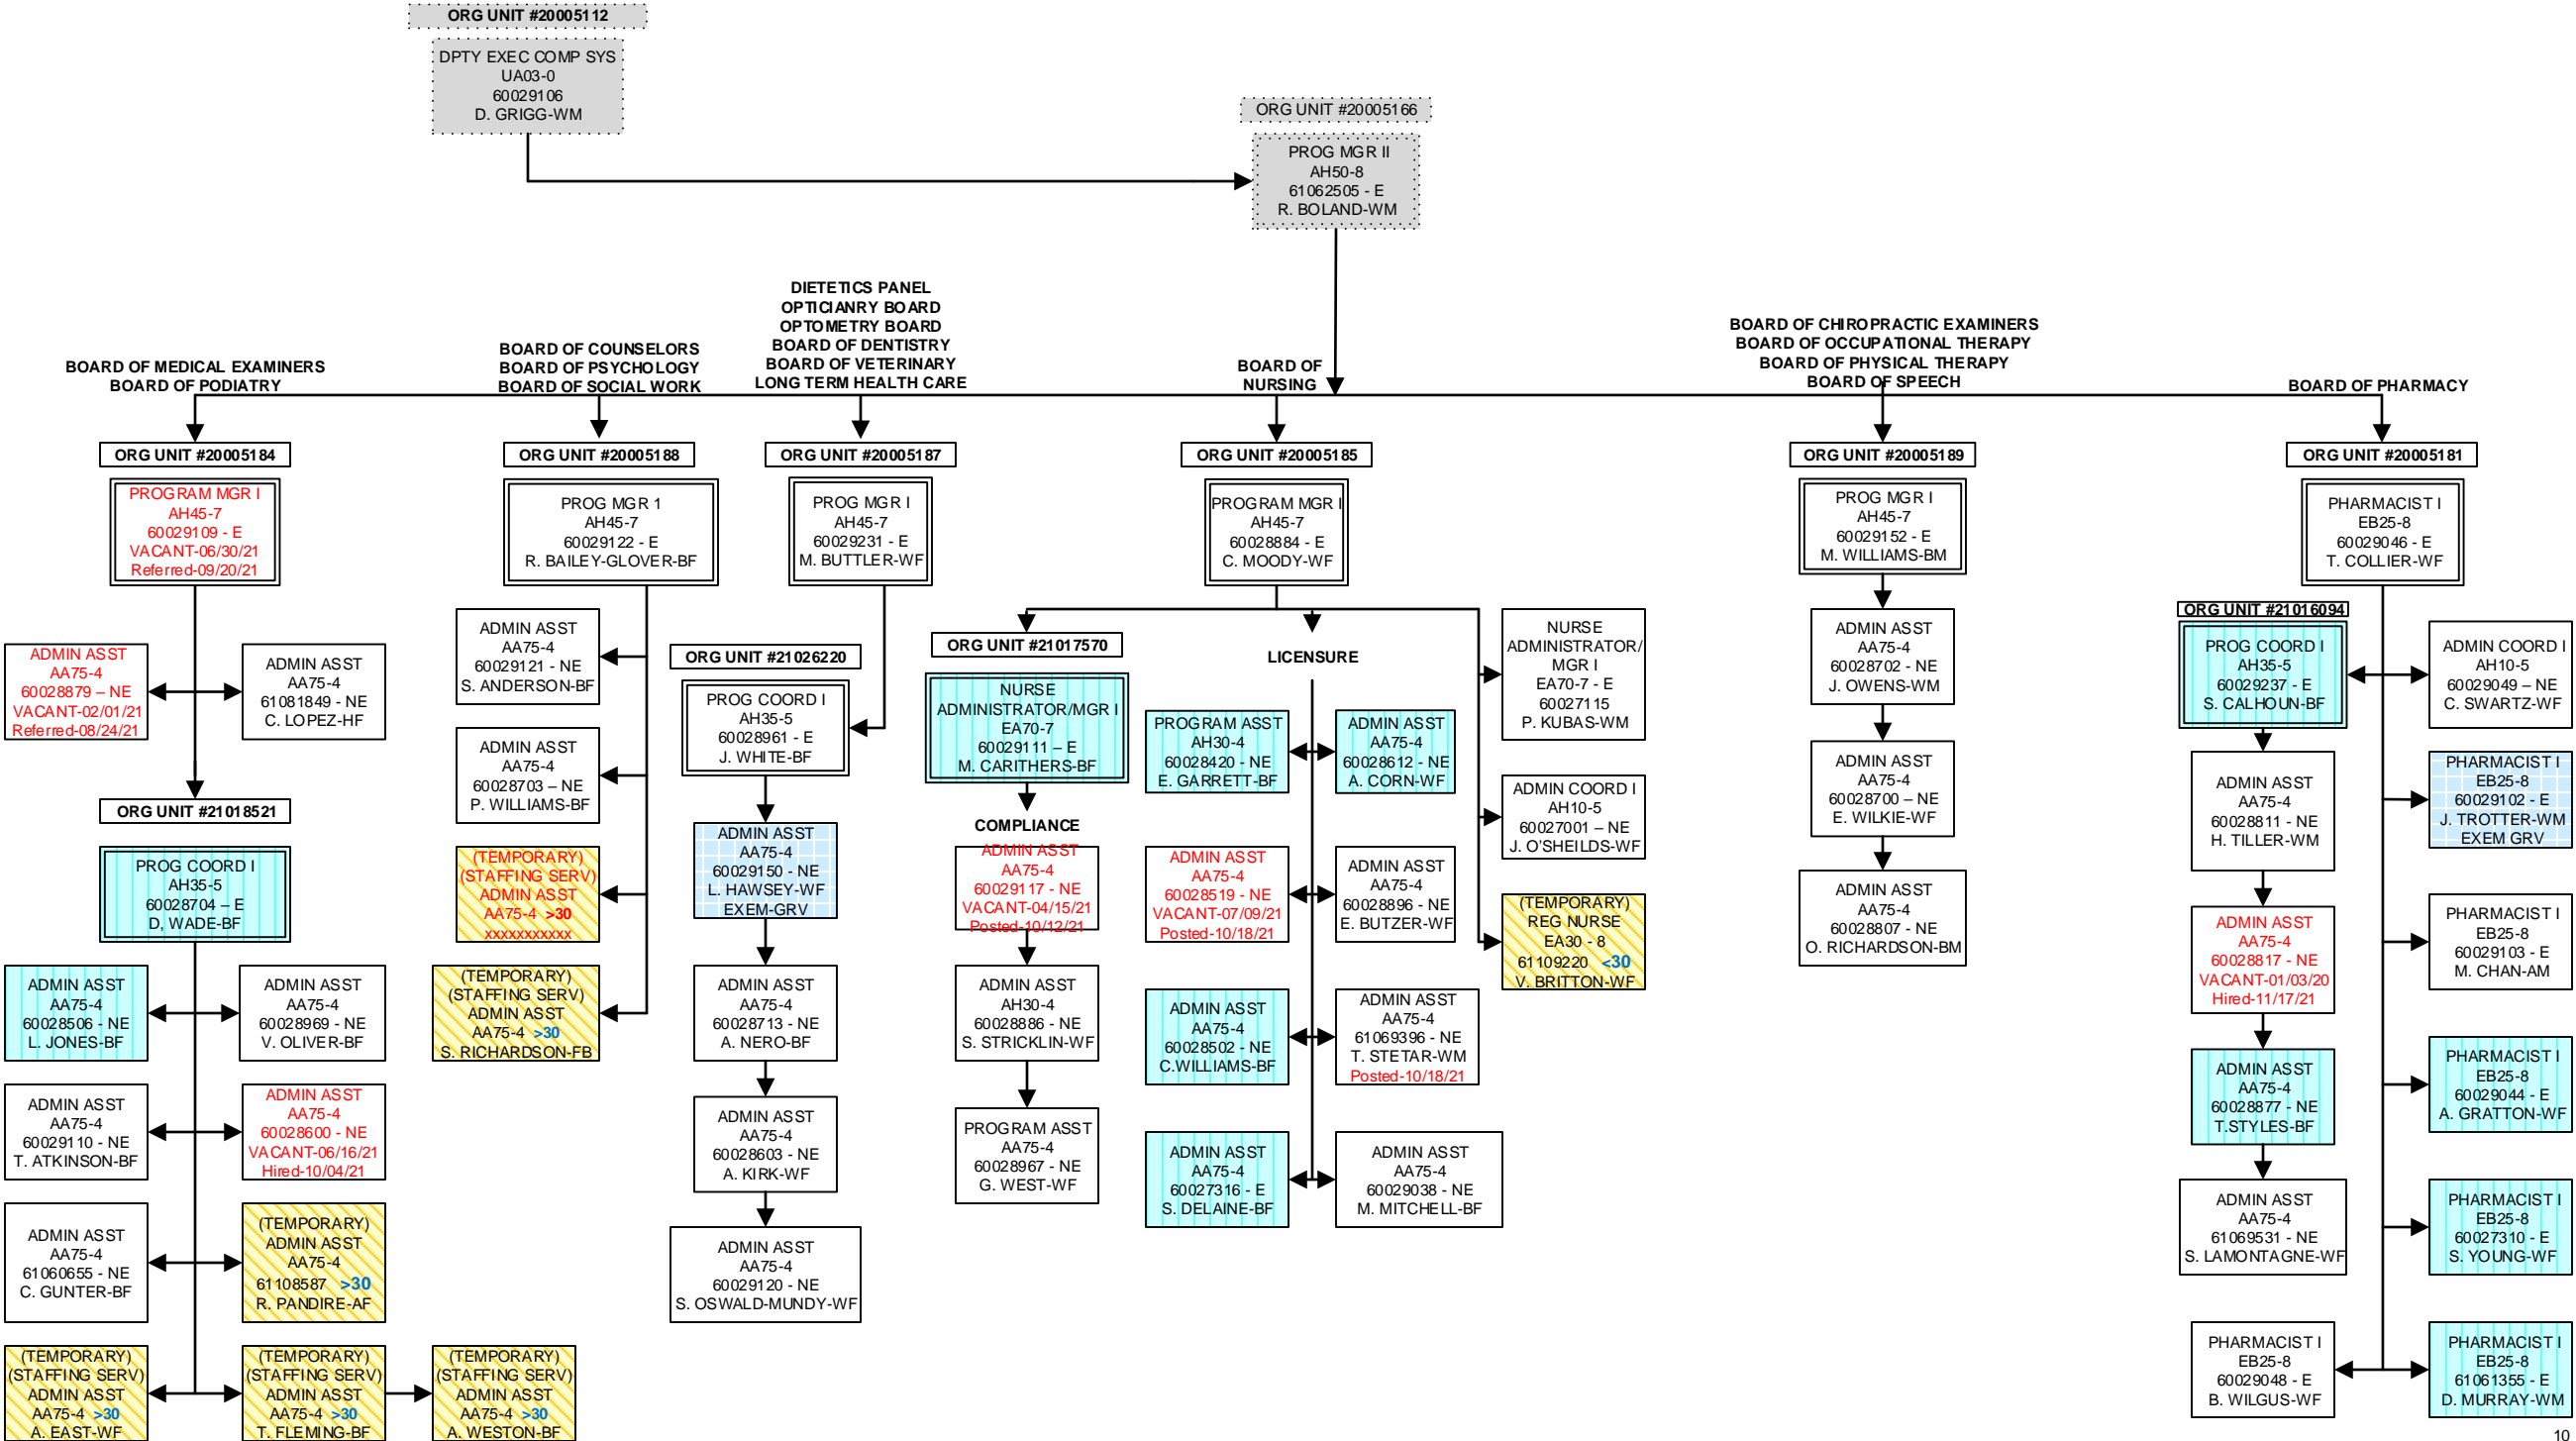 ORG UNIT #20005112
DPTY EXEC COMP SYS
UA03-0
60029106
D. GRIGG-WM
ORG UNIT #20005166
PROG MGR II
AH50-8
61062505 - E
R. BOLAND-WM
BOARD OF MEDICAL EXAMINERS
BOARD OF PODIATRY
BOARD OF COUNSELORS
BOARD OF PSYCHOLOGY
BOARD OF SOCIAL WORK
DIETETICS PANEL
OPTICIANRY BOARD
OPTOMETRY BOARD
BOARD OF DENTISTRY
BOARD OF VETERINARY
LONG TERM HEALTH CARE
BOARD OF
NURSING
BOARD OF CHIROPRACTIC EXAMINERS
BOARD OF OCCUPATIONAL THERAPY
BOARD OF PHYSICAL THERAPY
BOARD OF SPEECH
BOARD OF PHARMACY
ORG UNIT #20005184
PROGRAM MGR I
AH45-7
60029109 - E
VACANT-06/30/21
Referred-09/20/21
ADMIN ASST
AA75-4
60028879 – NE
VACANT-02/01/21
Referred-08/24/21
ADMIN ASST
AA75-4
61081849 - NE
C. LOPEZ-HF
ORG UNIT #21018521
PROG COORD I
AH35-5
60028704 – E
D, WADE-BF
ADMIN ASST
AA75-4
60028506 - NE
L. JONES-BF
ADMIN ASST
AA75-4
60028969 - NE
V. OLIVER-BF
ADMIN ASST
AA75-4
60029110 - NE
T. ATKINSON-BF
ADMIN ASST
AA75-4
60028600 - NE
VACANT-06/16/21
Hired-10/04/21
ADMIN ASST
AA75-4
61060655 - NE
C. GUNTER-BF
(TEMPORARY)
ADMIN ASST
AA75-4
61108587 >30
R. PANDIRE-AF
(TEMPORARY)
(STAFFING SERV)
ADMIN ASST
AA75-4 >30
A. EAST-WF
(TEMPORARY)
(STAFFING SERV)
ADMIN ASST
AA75-4 >30
T. FLEMING-BF
(TEMPORARY)
(STAFFING SERV)
ADMIN ASST
AA75-4 >30
A. WESTON-BF
ORG UNIT #20005188
PROG MGR 1
AH45-7
60029122 - E
R. BAILEY-GLOVER-BF
ADMIN ASST
AA75-4
60029121 - NE
S. ANDERSON-BF
ADMIN ASST
AA75-4
60028703 – NE
P. WILLIAMS-BF
(TEMPORARY)
(STAFFING SERV)
ADMIN ASST
AA75-4 >30
xxxxxxxxxxx
(TEMPORARY)
(STAFFING SERV)
ADMIN ASST
AA75-4 >30
S. RICHARDSON-FB
ORG UNIT #20005187
PROG MGR I
AH45-7
60029231 - E
M. BUTTLER-WF
ORG UNIT #21026220
PROG COORD I
AH35-5
60028961 - E
J. WHITE-BF
ADMIN ASST
AA75-4
60029150 - NE
L. HAWSEY-WF
EXEM-GRV
ADMIN ASST
AA75-4
60028713 - NE
A. NERO-BF
ADMIN ASST
AA75-4
60028603 - NE
A. KIRK-WF
ADMIN ASST
AA75-4
60029120 - NE
S. OSWALD-MUNDY-WF
ORG UNIT #20005185
PROGRAM MGR I
AH45-7
60028884 - E
C. MOODY-WF
ORG UNIT #21017570
NURSE
ADMINISTRATOR/MGR I
EA70-7
60029111 – E
M. CARITHERS-BF
COMPLIANCE
ADMIN ASST
AA75-4
60029117 - NE
VACANT-04/15/21
Posted-10/12/21
ADMIN ASST
AH30-4
60028886 - NE
S. STRICKLIN-WF
PROGRAM ASST
AA75-4
60028967 - NE
G. WEST-WF
LICENSURE
PROGRAM ASST
AH30-4
60028420 - NE
E. GARRETT-BF
ADMIN ASST
AA75-4
60028612 - NE
A. CORN-WF
ADMIN ASST
AA75-4
60028519 - NE
VACANT-07/09/21
Posted-10/18/21
ADMIN ASST
AA75-4
60028896 - NE
E. BUTZER-WF
ADMIN ASST
AA75-4
60028502 - NE
C.WILLIAMS-BF
ADMIN ASST
AA75-4
61069396 - NE
T. STETAR-WM
Posted-10/18/21
ADMIN ASST
AA75-4
60027316 - E
S. DELAINE-BF
ADMIN ASST
AA75-4
60029038 - NE
M. MITCHELL-BF
NURSE
ADMINISTRATOR/
MGR I
EA70-7 - E
60027115
P. KUBAS-WM
ADMIN COORD I
AH10-5
60027001 – NE
J. O'SHEILDS-WF
(TEMPORARY)
REG NURSE
EA30 - 8
61109220 <30
V. BRITTON-WF
ORG UNIT #20005189
PROG MGR I
AH45-7
60029152 - E
M. WILLIAMS-BM
ADMIN ASST
AA75-4
60028702 - NE
J. OWENS-WM
ADMIN ASST
AA75-4
60028700 – NE
E. WILKIE-WF
ADMIN ASST
AA75-4
60028807 - NE
O. RICHARDSON-BM
ORG UNIT #20005181
PHARMACIST I
EB25-8
60029046 - E
T. COLLIER-WF
ORG UNIT #21016094
PROG COORD I
AH35-5
60029237 - E
S. CALHOUN-BF
ADMIN ASST
AA75-4
60028811 - NE
H. TILLER-WM
ADMIN ASST
AA75-4
60028817 - NE
VACANT-01/03/20
Hired-11/17/21
ADMIN ASST
AA75-4
60028877 - NE
T.STYLES-BF
ADMIN ASST
AA75-4
61069531 - NE
S. LAMONTAGNE-WF
PHARMACIST I
EB25-8
60029048 - E
B. WILGUS-WF
ADMIN COORD I
AH10-5
60029049 – NE
C. SWARTZ-WF
PHARMACIST I
EB25-8
60029102 - E
J. TROTTER-WM
EXEM GRV
PHARMACIST I
EB25-8
60029103 - E
M. CHAN-AM
PHARMACIST I
EB25-8
60029044 - E
A. GRATTON-WF
PHARMACIST I
EB25-8
60027310 - E
S. YOUNG-WF
PHARMACIST I
EB25-8
61061355 - E
D. MURRAY-WM
10